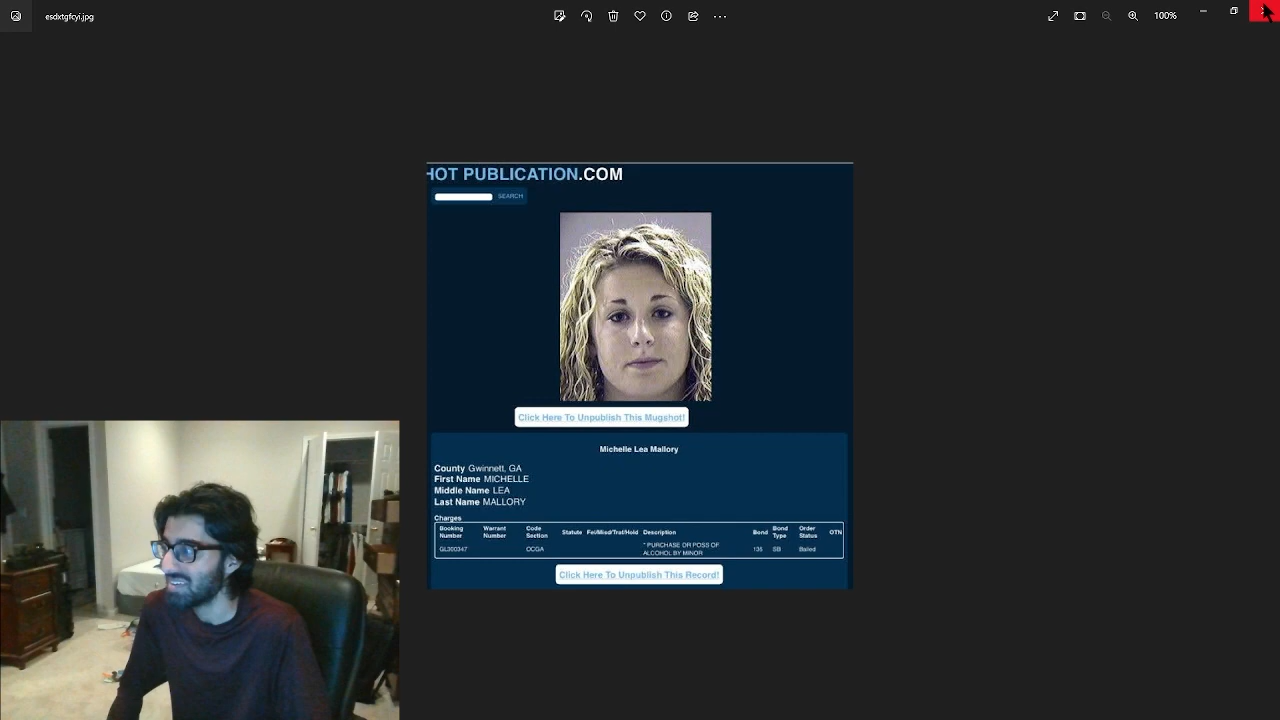 esdxtgfcyi.jpg
100%
HOT PUBLICATION.COM
SEARCH
Click Here To Unpublish This Mugshot!
Michelle Lea Mallory
County Gwinnett, GA
First Name MICHELLE
Middle Name LEA
Last Name MALLORY
Charges
Booking Number Warrant Number Code Section Statute Fel/Misd/Traf/Hold Description Bond Bond Type Order Status OTN
GL300347 OCGA * PURCHASE OR POSS OF ALCOHOL BY MINOR 135 SB Bailed
Click Here To Unpublish This Record!